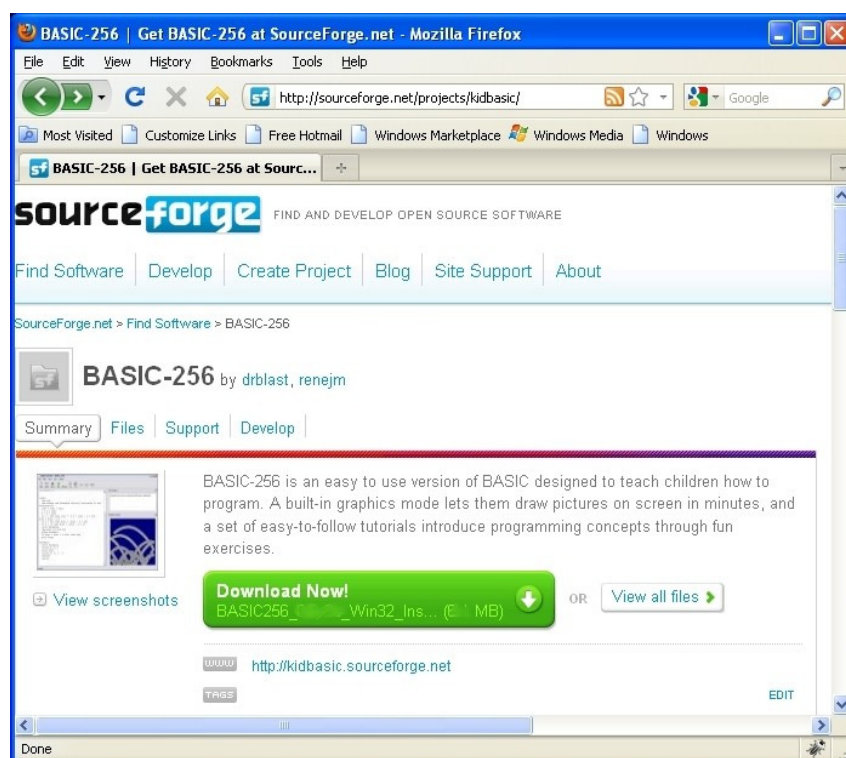 BASIC-256 | Get BASIC-256 at SourceForge.net - Mozilla Firefox
File Edit View History Bookmarks Tools Help
http://sourceforge.net/projects/kidbasic/ Google
Most Visited Customize Links Free Hotmail Windows Marketplace Windows Media Windows
sf BASIC-256 | Get BASIC-256 at Sourc...
sourceforge FIND AND DEVELOP OPEN SOURCE SOFTWARE
Find Software Develop Create Project Blog Site Support About
SourceForge.net > Find Software > BASIC-256
BASIC-256 by drblast, renejm
Summary Files Support Develop
BASIC-256 is an easy to use version of BASIC designed to teach children how to
program. A built-in graphics mode lets them draw pictures on screen in minutes, and
a set of easy-to-follow tutorials introduce programming concepts through fun
exercises.
View screenshots
Download Now!
BASIC256_ _Win32_Ins... ( MB)
OR View all files
www http://kidbasic.sourceforge.net
TAGS EDIT
Done